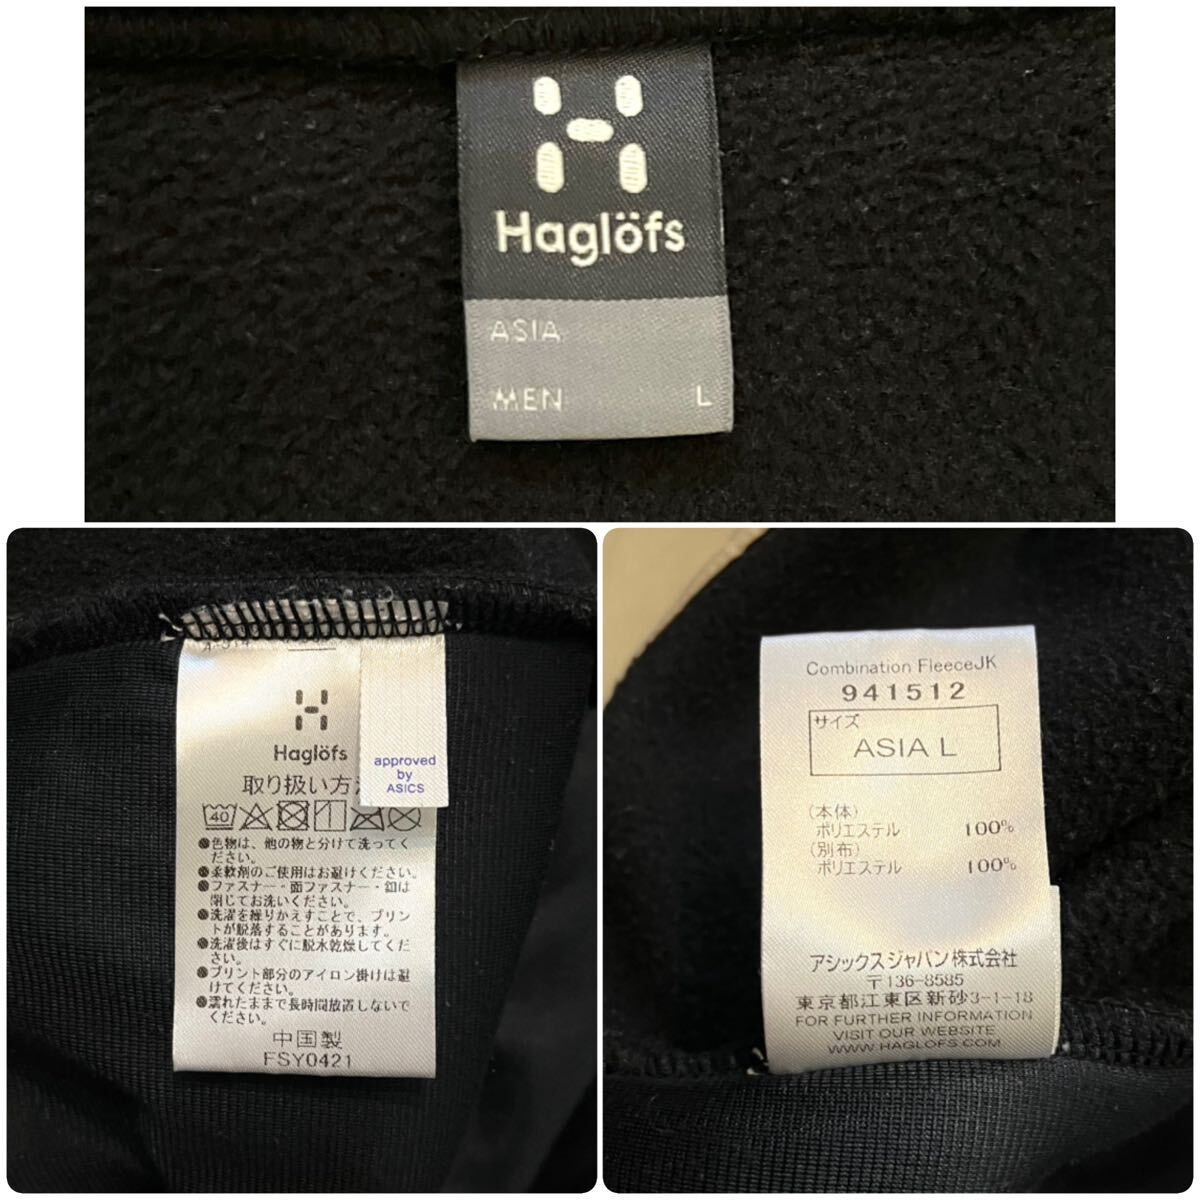 Haglöfs
ASIA
MEN L
Haglöfs
取り扱い方
approved
by
ASICS
40
●色物は、他の物と分けて洗ってく
ださい。
●柔軟剤のご使用はお避けください。
●ファスナー・面ファスナー・釦は
閉じてお洗いください。
●洗濯を繰りかえすことで、プリン
トが脱落することがあります。
●洗濯後はすぐに脱水乾燥してくだ
さい。
●プリント部分のアイロン掛けは避
けてください。
●濡れたままで長時間放置しないで
ください。
中国製
FSY0421
Combination FleeceJK
941512
サイズ
ASIA L
(本体)
ポリエステル 100%
(別布)
ポリエステル 100%
アシックスジャパン株式会社
〒136-8585
東京都江東区新砂3-1-18
FOR FURTHER INFORMATION
VISIT OUR WEBSITE
WWW.HAGLOFS.COM